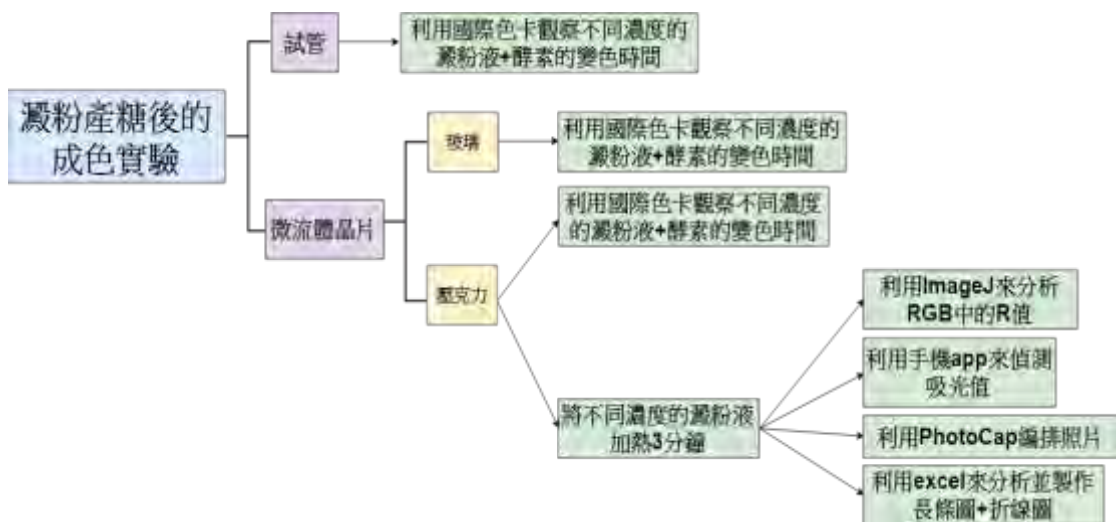 試管
利用國際色卡觀察不同濃度的
澱粉液+酵素的變色時間
澱粉產糖後的
成色實驗
玻璃
利用國際色卡觀察不同濃度的
澱粉液+酵素的變色時間
微流體晶片
利用國際色卡觀察不同濃度
的澱粉液+酵素的變色時間
壓克力
將不同濃度的澱粉液
加熱3分鐘
利用ImageJ來分析
RGB中的R值
利用手機app來偵測
吸光值
利用PhotoCap編排照片
利用excel來分析並製作
長條圖+折線圖